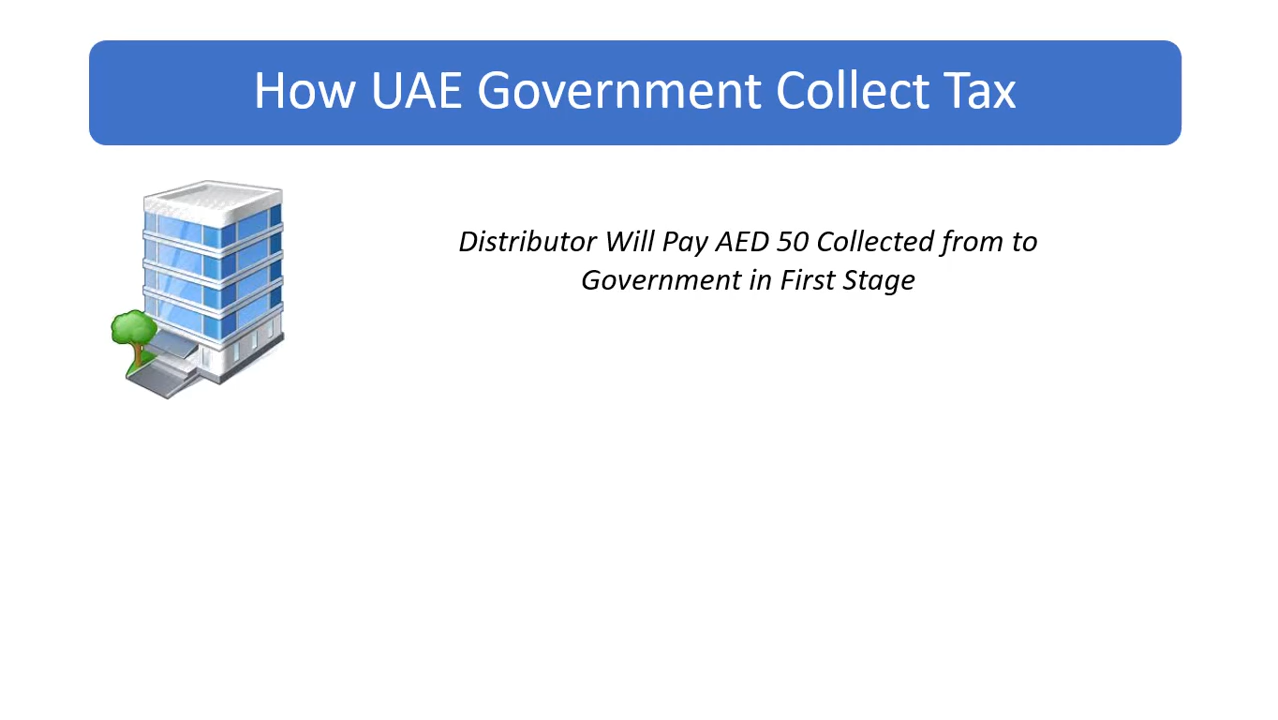 How UAE Government Collect Tax
Distributor Will Pay AED 50 Collected from to
Government in First Stage